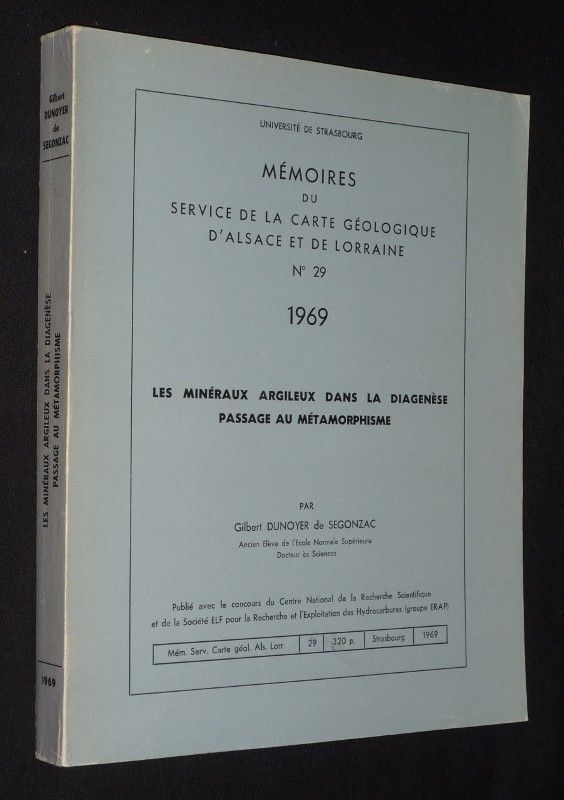 Gilbert
DUNOYER
de
SEGONZAC
LES MINÉRAUX ARGILEUX DANS LA DIAGENÈSE
PASSAGE AU MÉTAMORPHISME
1969
UNIVERSITÉ DE STRASBOURG
MÉMOIRES
DU
SERVICE DE LA CARTE GÉOLOGIQUE
D'ALSACE ET DE LORRAINE
N° 29
1969
LES MINÉRAUX ARGILEUX DANS LA DIAGENÈSE
PASSAGE AU MÉTAMORPHISME
PAR
Gilbert DUNOYER de SEGONZAC
Ancien Elève de l'Ecole Normale Supérieure
Docteur ès Sciences
Publié avec le concours du Centre National de la Recherche Scientifique
et de la Société ELF pour la Recherche et l'Exploitation des Hydrocarbures (groupe ERAP)
Mém. Serv. Carte géol. Als. Lorr. 29 320 p. Strasbourg 1969